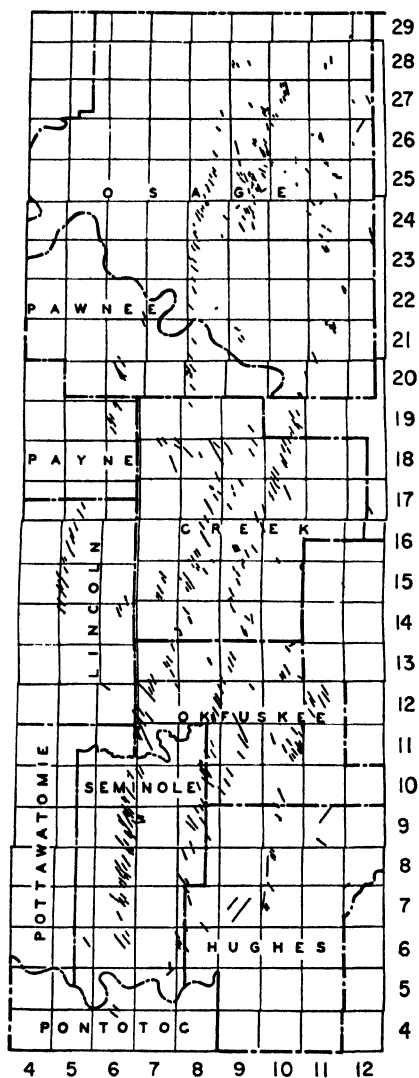 29
28
27
26
OSAGE 25
24
23
PAWNEE 22
21
20
19
PAYNE 18
17
CREEK 16
LINCOLN
15
14
13
12
OKFUSKEE
11
POTTAWATOMIE
SEMINOLE 10
9
8
7
HUGHES 6
5
PONTOTOC 4
4 5 6 7 8 9 10 11 12